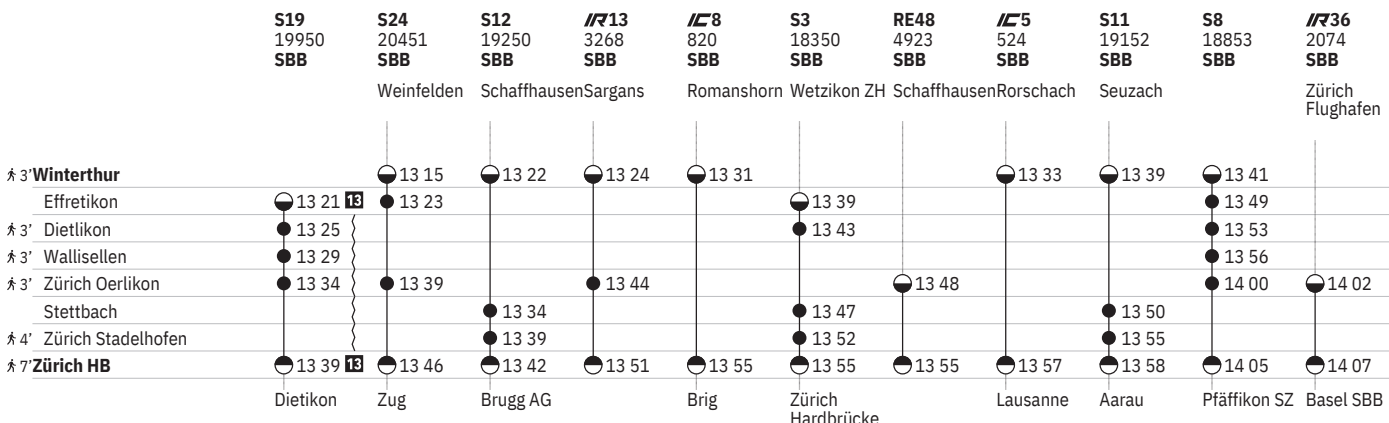 S19 S24 S12 IR13 IC8 S3 RE48 IC5 S11 S8 IR36
19950 20451 19250 3268 820 18350 4923 524 19152 18853 2074
SBB SBB SBB SBB SBB SBB SBB SBB SBB SBB SBB
Weinfelden Schaffhausen Sargans Romanshorn Wetzikon ZH Schaffhausen Rorschach Seuzach Zürich
Flughafen
3' Winterthur 13 15 13 22 13 24 13 31 13 33 13 39 13 41
Effretikon 13 21 13 13 23 13 39 13 49
3' Dietlikon 13 25 13 43 13 53
3' Wallisellen 13 29 13 56
3' Zürich Oerlikon 13 34 13 39 13 44 13 48 14 00 14 02
Stettbach 13 34 13 47 13 50
4' Zürich Stadelhofen 13 39 13 52 13 55
7' Zürich HB 13 39 13 13 46 13 42 13 51 13 55 13 55 13 55 13 57 13 58 14 05 14 07
Dietikon Zug Brugg AG Brig Zürich Lausanne Aarau Pfäffikon SZ Basel SBB
Hardbrücke